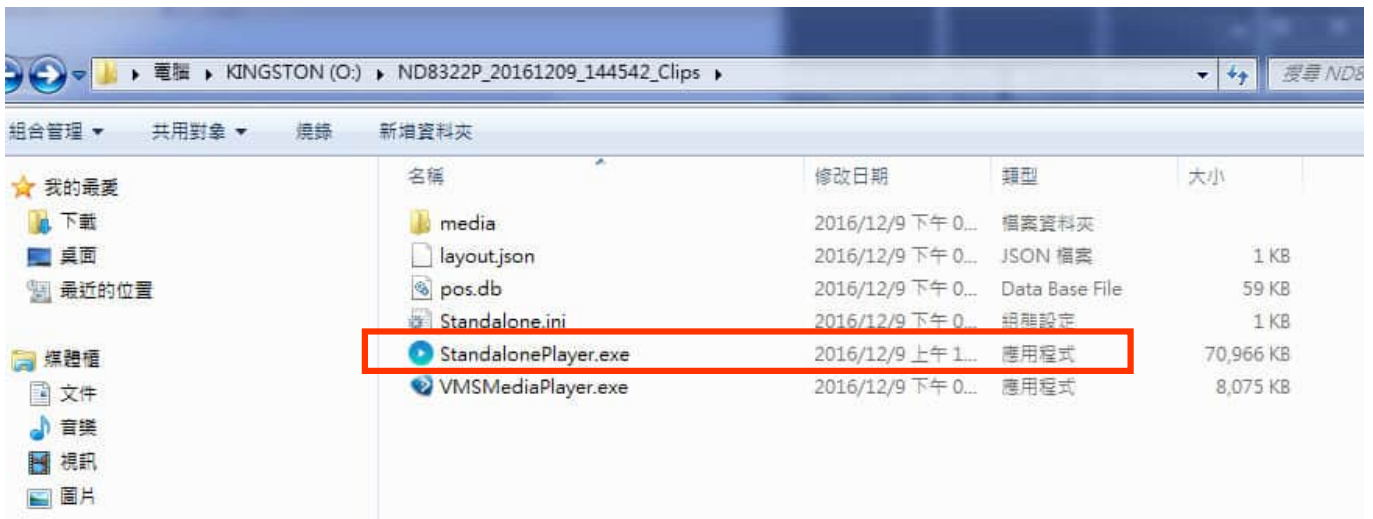 電腦 ▸ KINGSTON (O:) ▸ ND8322P_20161209_144542_Clips ▸
搜尋 ND8
組合管理 ▼ 共用對象 ▼ 燒錄 新增資料夾
我的最愛
下載
桌面
最近的位置
媒體櫃
文件
音樂
視訊
圖片
名稱 修改日期 類型 大小
media 2016/12/9 下午 0... 檔案資料夾
layout.json 2016/12/9 下午 0... JSON 檔案 1 KB
pos.db 2016/12/9 下午 0... Data Base File 59 KB
Standalone.ini 2016/12/9 下午 0... 組態設定 1 KB
StandalonePlayer.exe 2016/12/9 上午 1... 應用程式 70,966 KB
VMSMediaPlayer.exe 2016/12/9 下午 0... 應用程式 8,075 KB